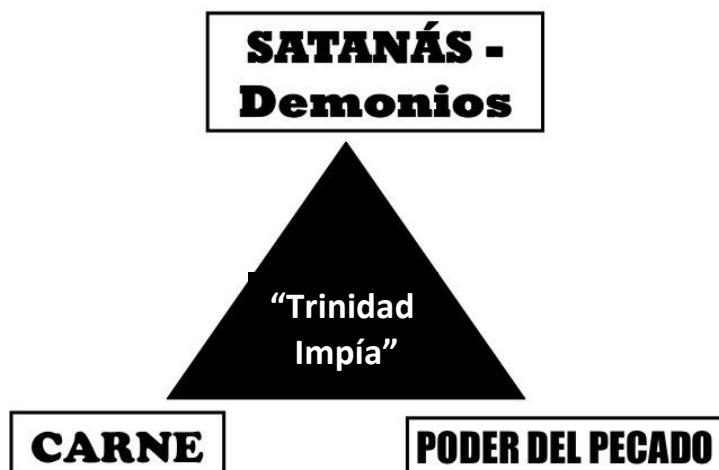 SATANÁS -
Demonios
“Trinidad
Impía”
CARNE
PODER DEL PECADO